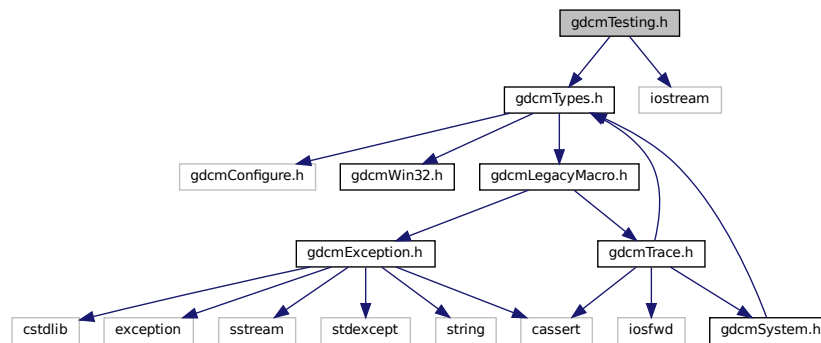 gdcmTesting.h
gdcmTypes.h
iostream
gdcmConfigure.h
gdcmWin32.h
gdcmLegacyMacro.h
gdcmException.h
gdcmTrace.h
cstdlib
exception
sstream
stdexcept
string
cassert
iosfwd
gdcmSystem.h